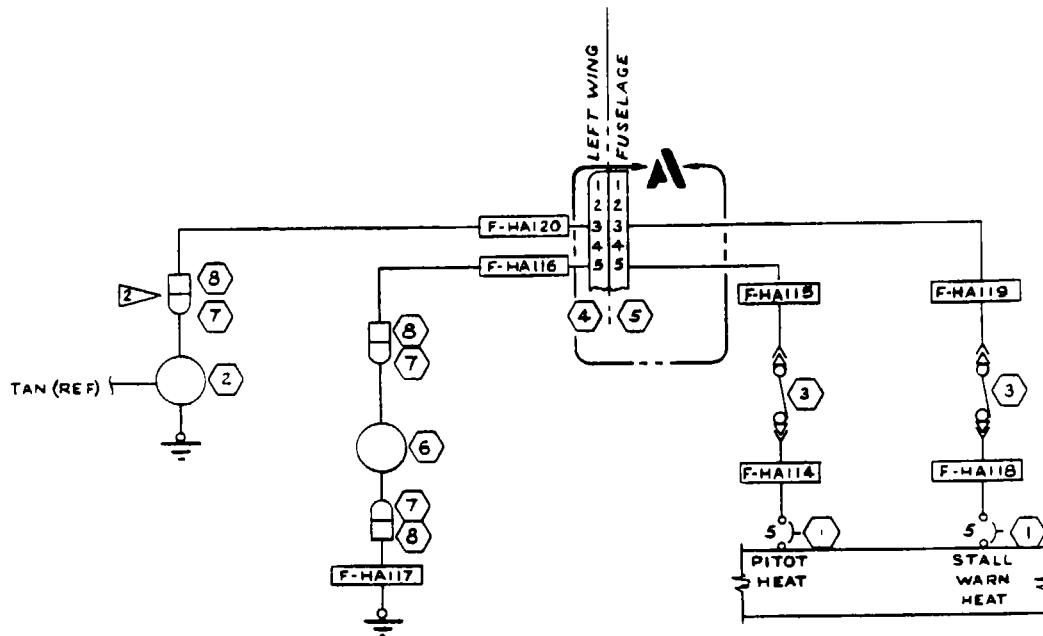 LEFT WING
FUSELAGE
A
1 1
2 2
3 3
4 4
5 5
F-HA120
F-HA116
4 5
8
2
7
F-HA115
F-HA119
8
7
2
TAN (REF)
3
3
6
F-HA114
F-HA118
7
8
5 1
5 1
F-HA117
PITOT
HEAT
STALL
WARN
HEAT